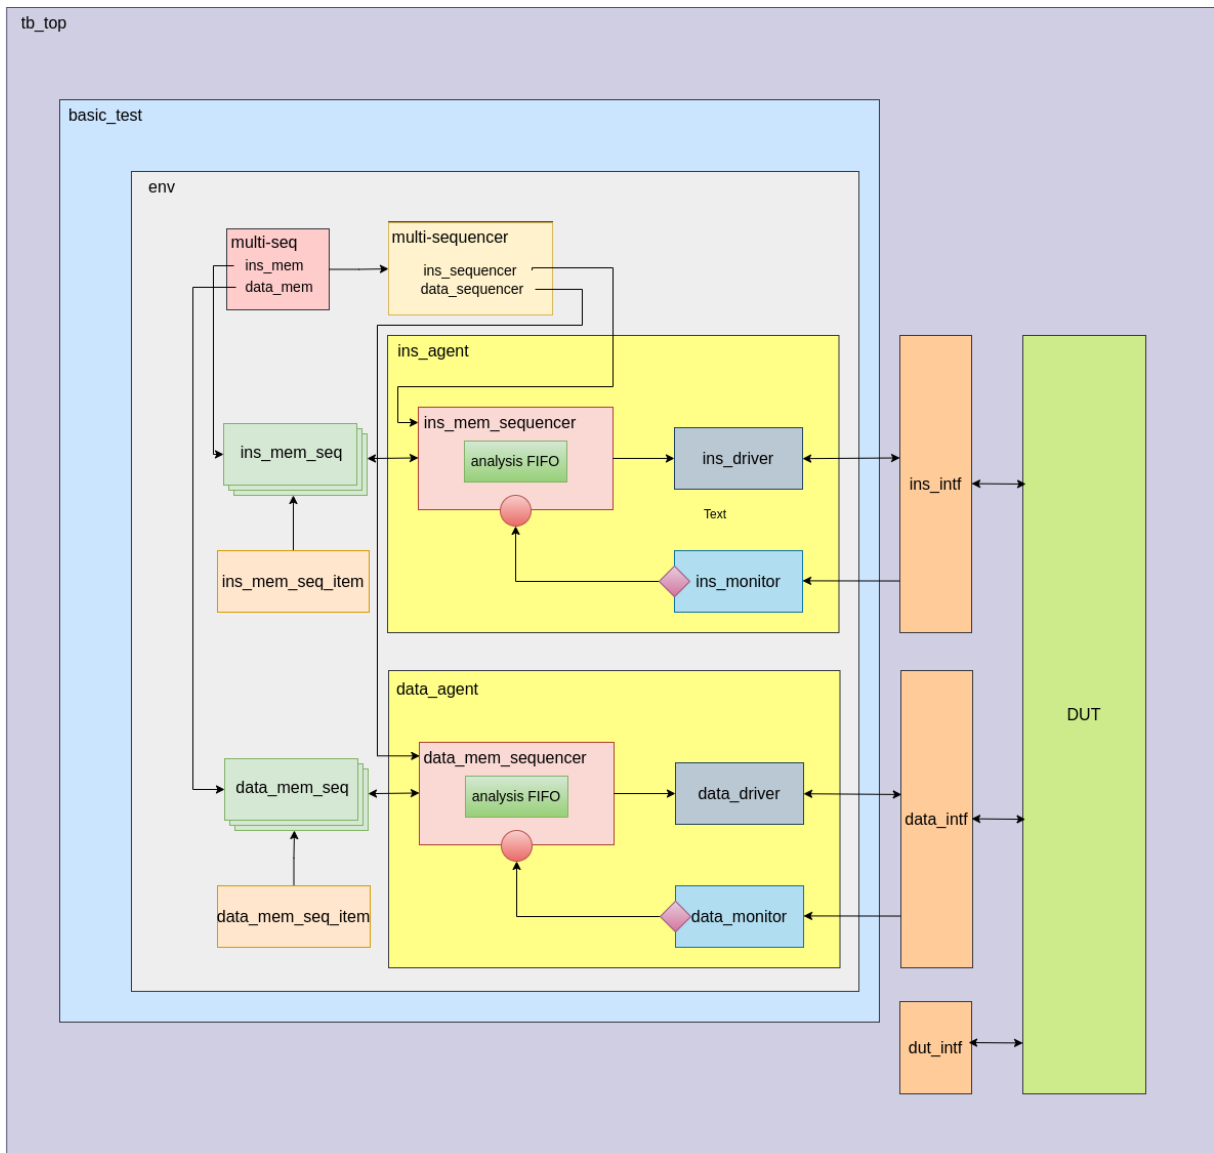 tb_top
basic_test
env
multi-seq
ins_mem
data_mem
multi-sequencer
ins_sequencer
data_sequencer
ins_agent
ins_mem_sequencer
analysis FIFO
ins_driver
Text
ins_monitor
ins_mem_seq
ins_mem_seq_item
ins_intf
data_agent
data_mem_sequencer
analysis FIFO
data_driver
data_monitor
data_mem_seq
data_mem_seq_item
data_intf
DUT
dut_intf